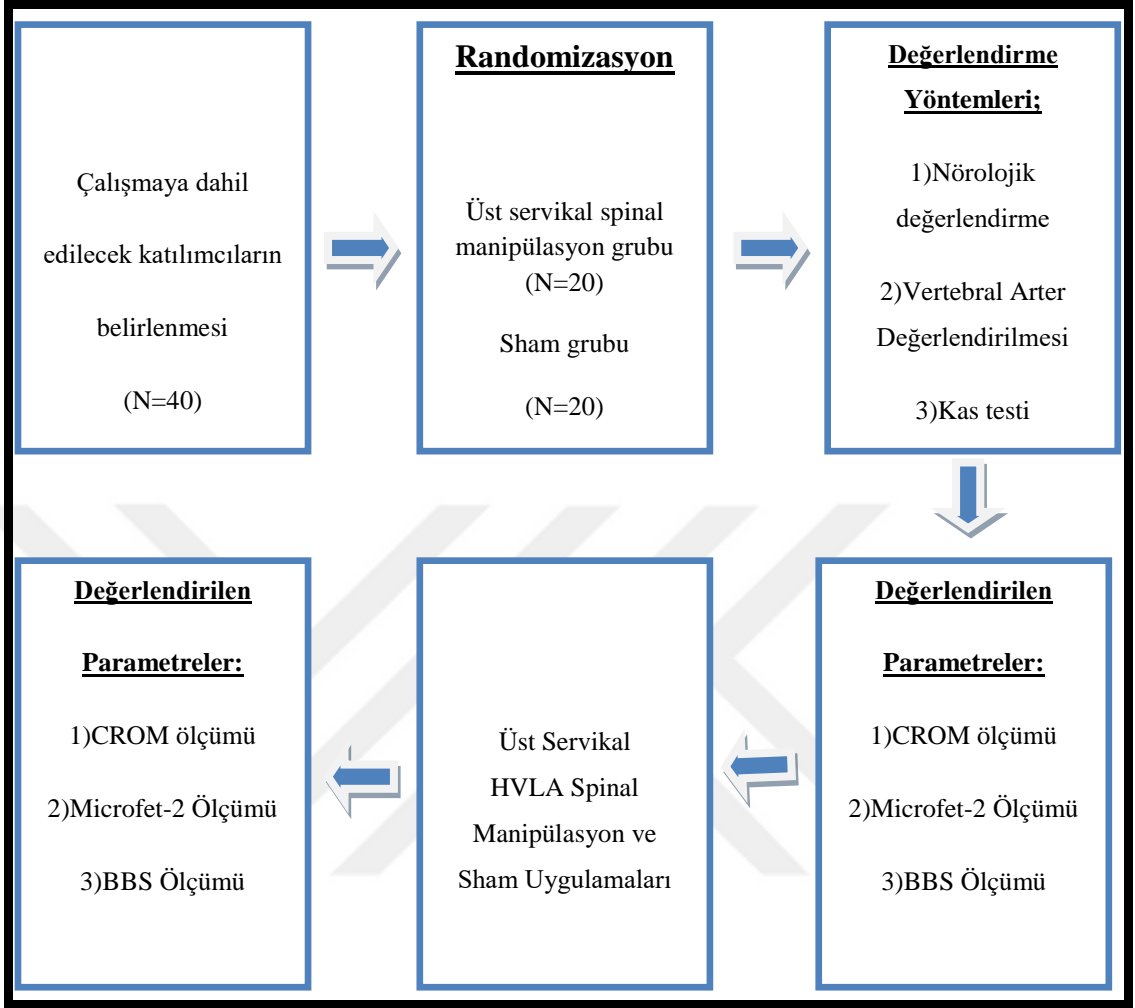 Çalışmaya dahil
edilecek katılımcıların
belirlenmesi
(N=40)
Randomizasyon
Üst servikal spinal
manipülasyon grubu
(N=20)
Sham grubu
(N=20)
Değerlendirme
Yöntemleri;
1)Nörolojik
değerlendirme
2)Vertebral Arter
Değerlendirilmesi
3)Kas testi
Değerlendirilen
Parametreler:
1)CROM ölçümü
2)Microfet-2 Ölçümü
3)BBS Ölçümü
Üst Servikal
HVLA Spinal
Manipülasyon ve
Sham Uygulamaları
Değerlendirilen
Parametreler:
1)CROM ölçümü
2)Microfet-2 Ölçümü
3)BBS Ölçümü